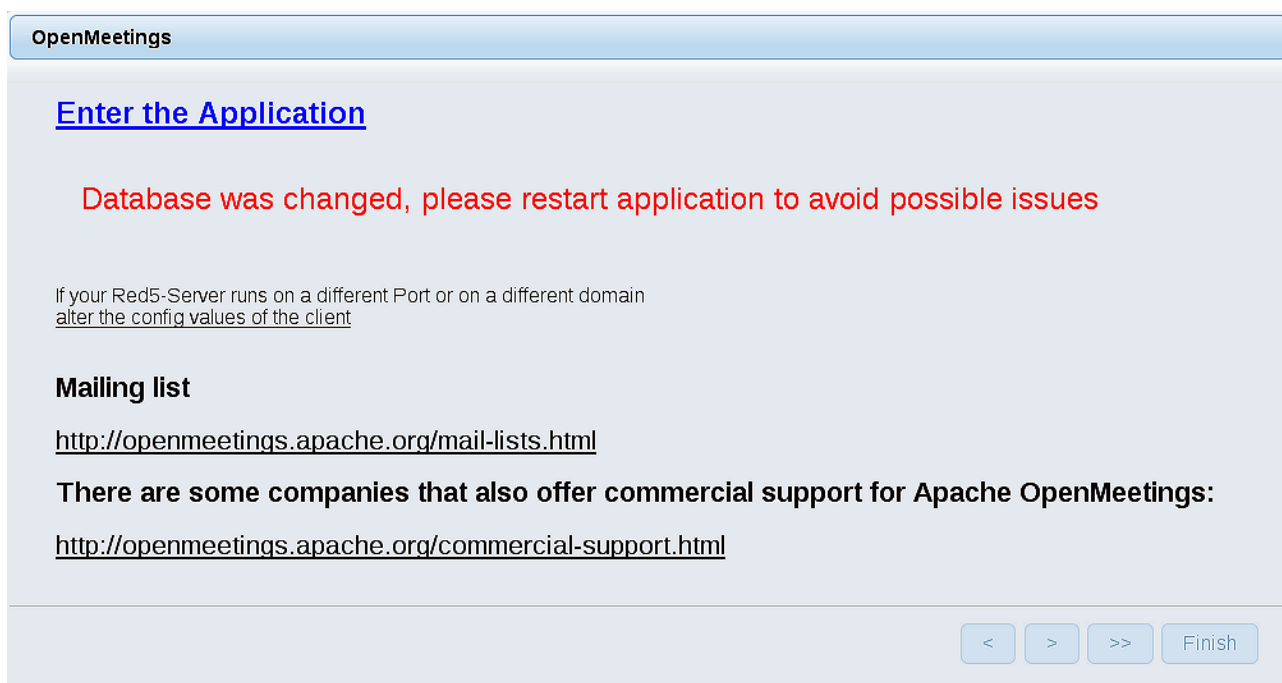 OpenMeetings
Enter the Application
Database was changed, please restart application to avoid possible issues
If your Red5-Server runs on a different Port or on a different domain
alter the config values of the client
Mailing list
http://openmeetings.apache.org/mail-lists.html
There are some companies that also offer commercial support for Apache OpenMeetings:
http://openmeetings.apache.org/commercial-support.html
< > >> Finish